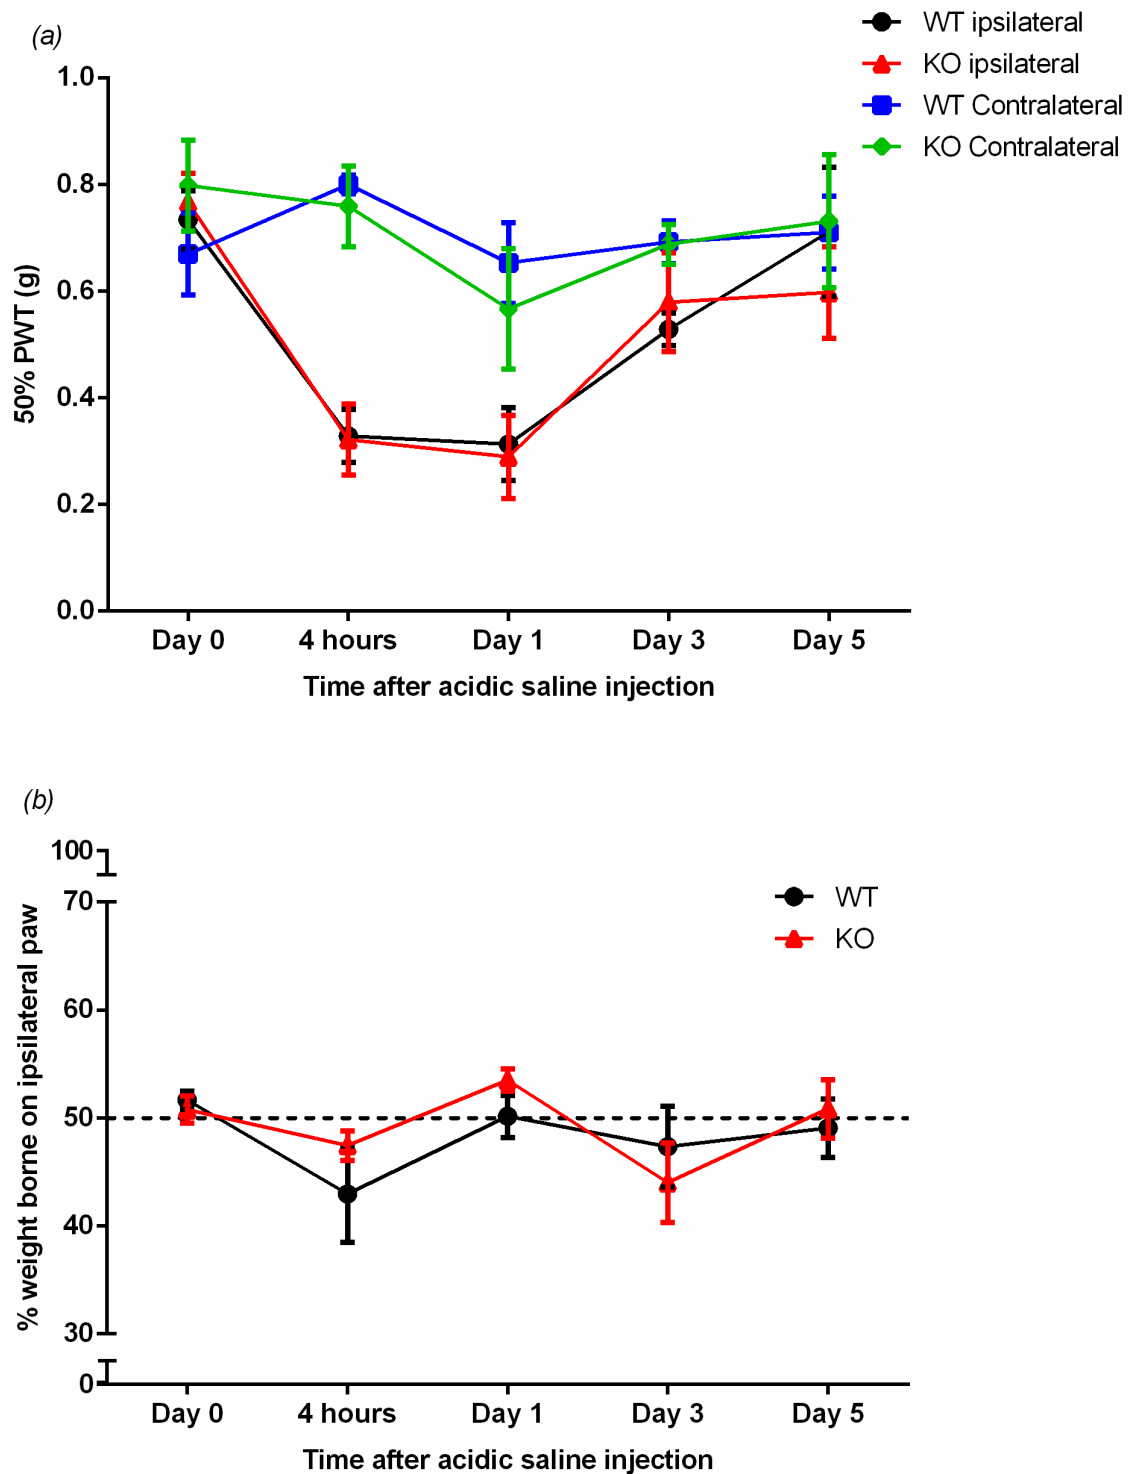 (a)
WT ipsilateral
KO ipsilateral
WT Contralateral
KO Contralateral
1.0
0.8
0.6
0.4
0.2
0.0
50% PWT (g)
Day 0 4 hours Day 1 Day 3 Day 5
Time after acidic saline injection
(b)
100
70
60
50
40
30
0
% weight borne on ipsilateral paw
WT
KO
Day 0 4 hours Day 1 Day 3 Day 5
Time after acidic saline injection